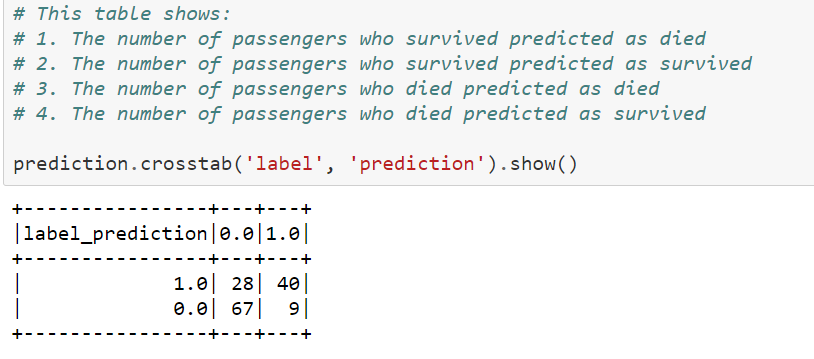 # This table shows:
# 1. The number of passengers who survived predicted as died
# 2. The number of passengers who survived predicted as survived
# 3. The number of passengers who died predicted as died
# 4. The number of passengers who died predicted as survived
prediction.crosstab('label', 'prediction').show()
+----------------+---+---+
|label_prediction|0.0|1.0|
+----------------+---+---+
|             1.0| 28| 40|
|             0.0| 67|  9|
+----------------+---+---+